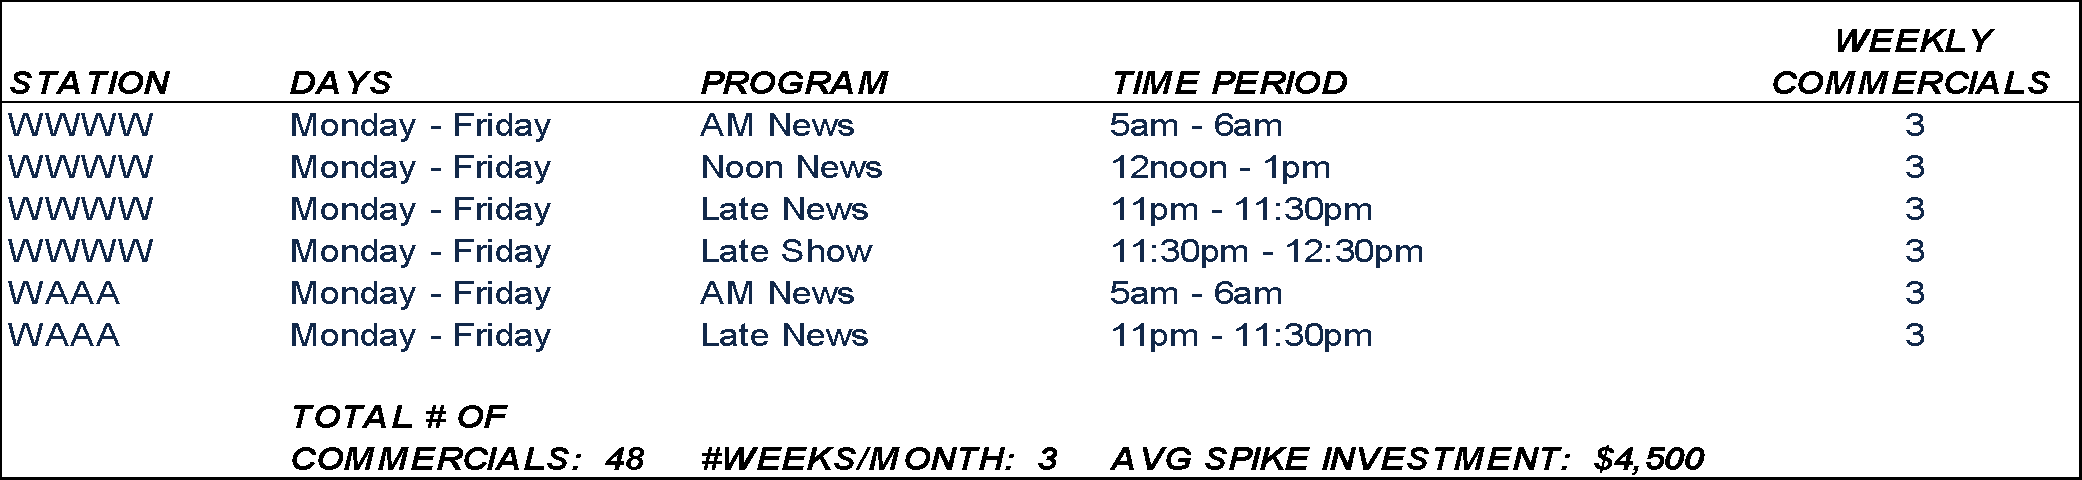 WEEKLY
STATION DAYS PROGRAM TIME PERIOD COMMERCIALS
WWWW Monday - Friday AM News 5am - 6am 3
WWWW Monday - Friday Noon News 12noon - 1pm 3
WWWW Monday - Friday Late News 11pm - 11:30pm 3
WWWW Monday - Friday Late Show 11:30pm - 12:30pm 3
WAAA Monday - Friday AM News 5am - 6am 3
WAAA Monday - Friday Late News 11pm - 11:30pm 3
TOTAL # OF
COMMERCIALS: 48 #WEEKS/MONTH: 3 AVG SPIKE INVESTMENT: $4,500